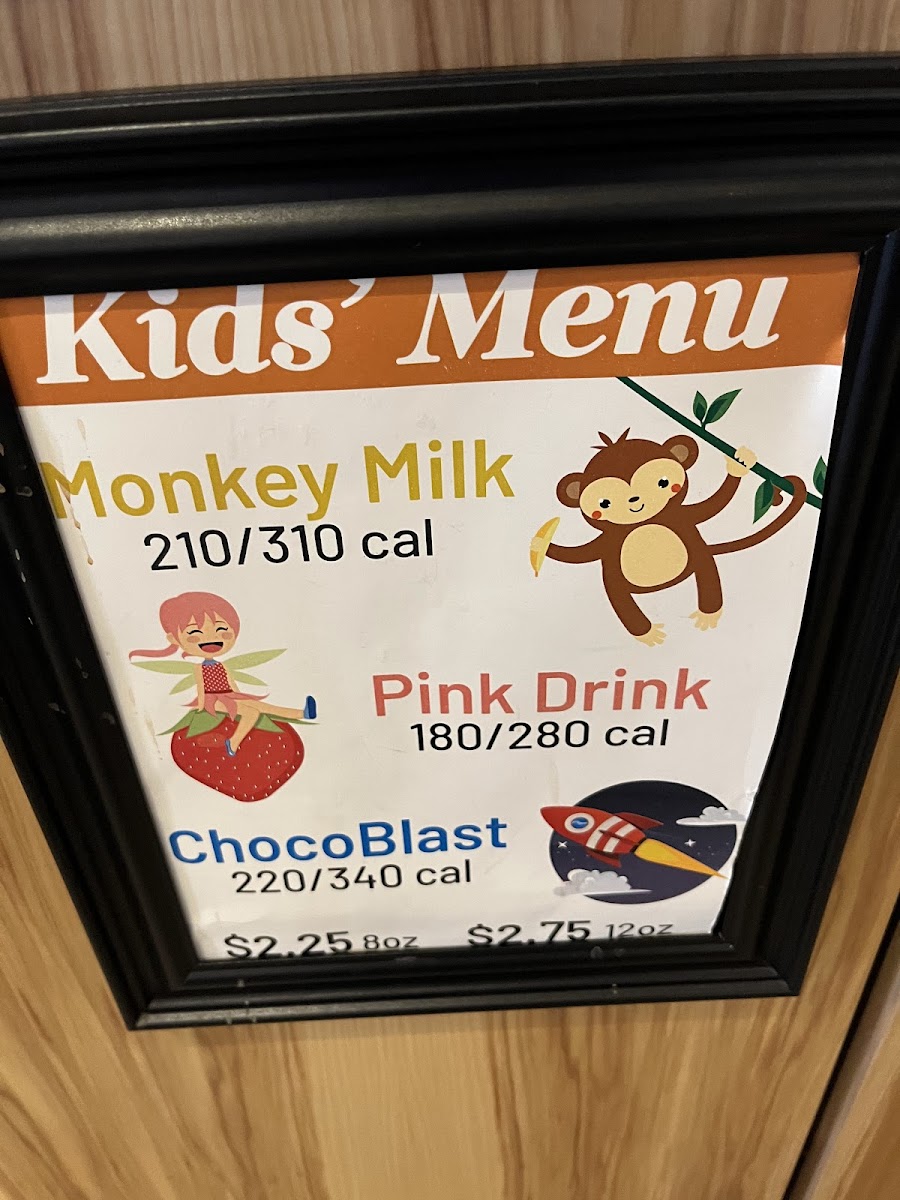 Kids' Menu
Monkey Milk
210/310 cal
Pink Drink
180/280 cal
ChocoBlast
220/340 cal
$2.25 8oz $2.75 12oz